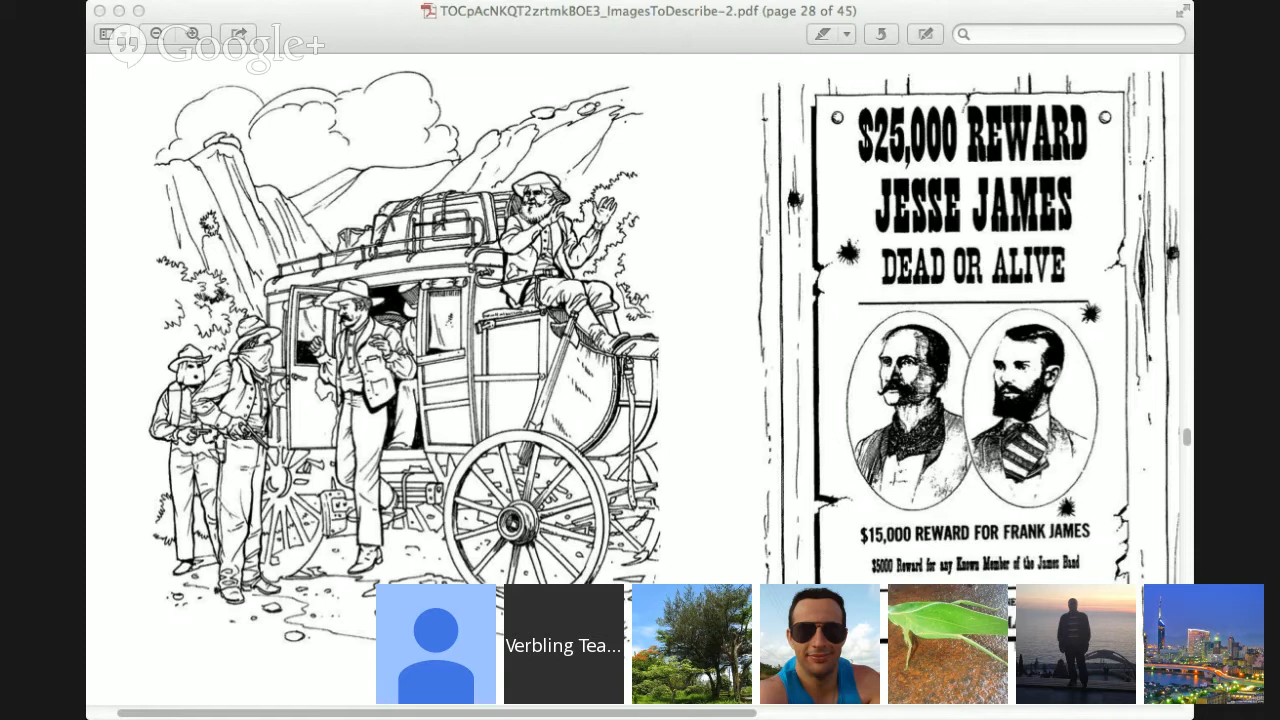 TOCpAcNKQT2zrtmkBOE3_ImagesToDescribe-2.pdf (page 28 of 45)
Google+
$25,000 REWARD
JESSE JAMES
DEAD OR ALIVE
$15,000 REWARD FOR FRANK JAMES
$5000 Reward for any Known Member of the James Band
Verbling Tea...